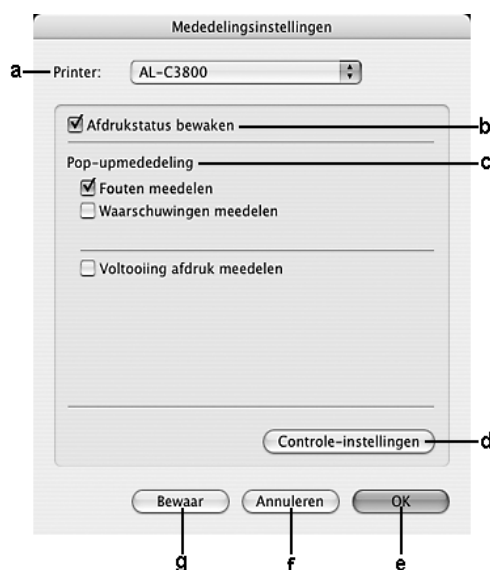 Mededelingsinstellingen
a Printer: AL-C3800
Afdrukstatus bewaken b
Pop-upmededeling c
Fouten meedelen
Waarschuwingen meedelen
Voltooiing afdruk meedelen
Controle-instellingen d
Bewaar Annuleren OK
g f e